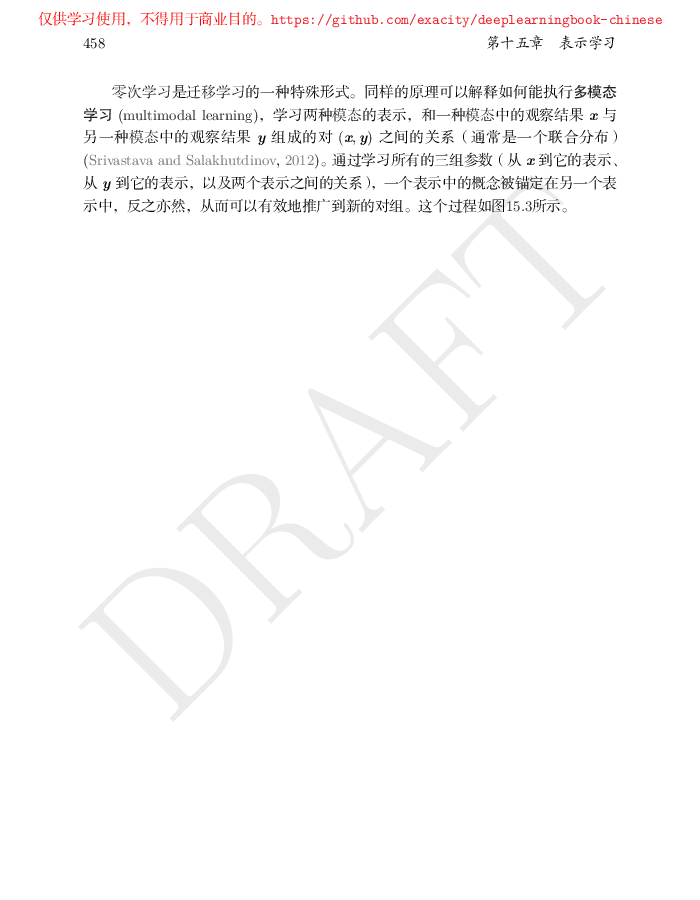 仅供学习使用，不得用于商业目的。https://github.com/exacity/deeplearningbook-chinese
458 第十五章 表示学习
零次学习是迁移学习的一种特殊形式。同样的原理可以解释如何能执行多模态
学习 (multimodal learning)，学习两种模态的表示，和一种模态中的观察结果 x 与
另一种模态中的观察结果 y 组成的对 (x, y) 之间的关系（通常是一个联合分布）
(Srivastava and Salakhutdinov, 2012)。通过学习所有的三组参数（从 x 到它的表示、
从 y 到它的表示，以及两个表示之间的关系），一个表示中的概念被锚定在另一个表
示中，反之亦然，从而可以有效地推广到新的对组。这个过程如图15.3所示。
DRAFT